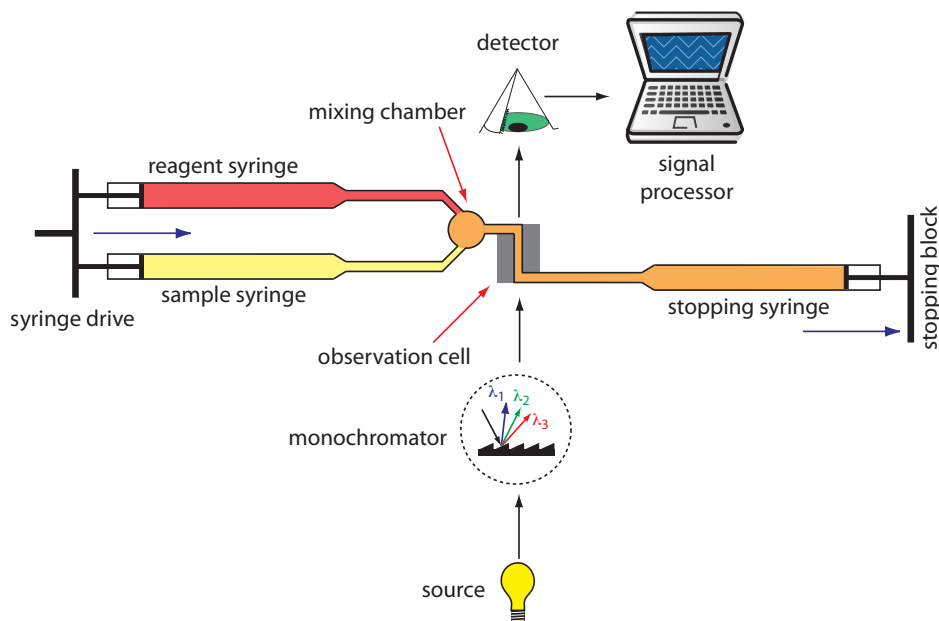 detector
mixing chamber
signal
processor
reagent syringe
sample syringe
syringe drive
stopping syringe
stopping block
observation cell
λ1
λ2
λ3
monochromator
source